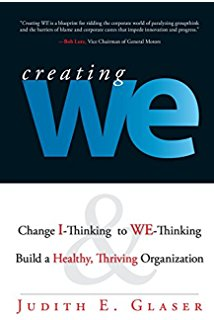 "Creating WE is a blueprint for ridding the corporate world of paralyzing groupthink
and the barriers of blame and corporate castes that impede innovation and progress."
— Bob Lutz, Vice Chairman of General Motors
creating
we
&
Change I-Thinking to WE-Thinking
Build a Healthy, Thriving Organization
JUDITH E. GLASER